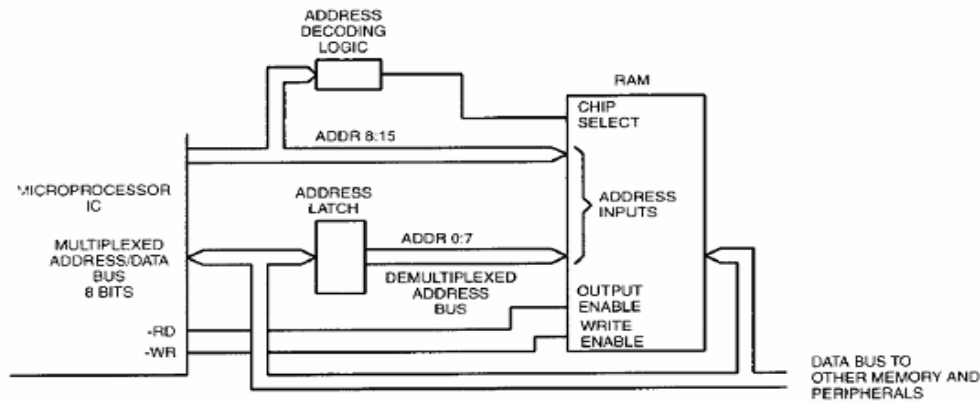 ADDRESS
DECODING
LOGIC
RAM
CHIP
SELECT
ADDR 8:15
MICROPROCESSOR
IC
ADDRESS
LATCH
ADDRESS
INPUTS
ADDR 0:7
MULTIPLEXED
ADDRESS/DATA
BUS
8 BITS
DEMULTIPLEXED
ADDRESS
BUS
OUTPUT
ENABLE
-RD
WRITE
ENABLE
-WR
DATA BUS TO
OTHER MEMORY AND
PERIPHERALS